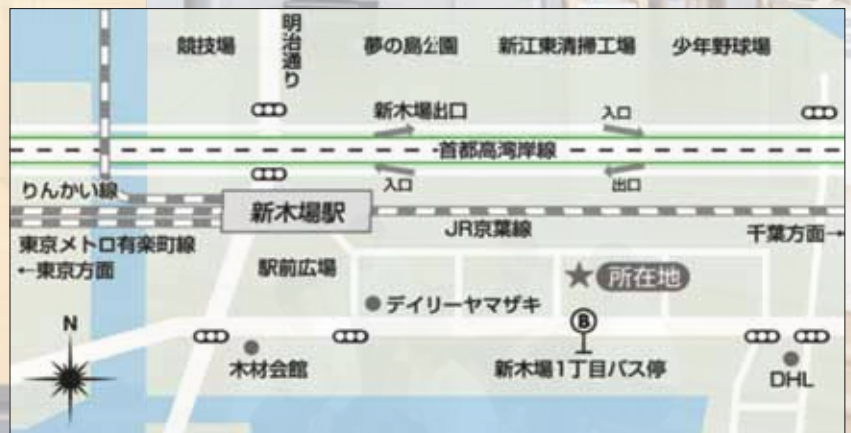 競技場
明治通り
夢の島公園
新江東清掃工場
少年野球場
新木場出口
入口
首都高湾岸線
入口
出口
りんかい線
新木場駅
JR京葉線
千葉方面→
東京メトロ有楽町線
←東京方面
駅前広場
★所在地
●デイリーヤマザキ
B
N
木材会館
新木場1丁目バス停
DHL